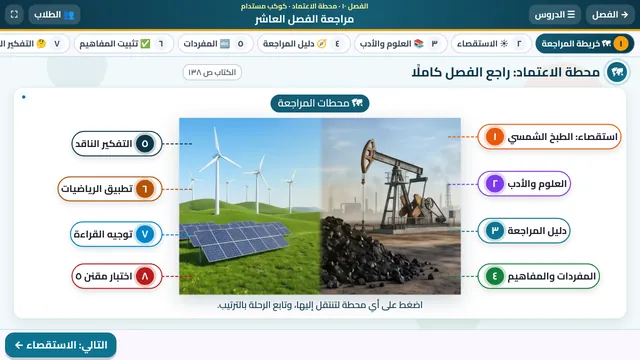 → الفصل
☰ الدروس
الفصل ١٠ · محطة الاعتماد · كوكب مستدام
مراجعة الفصل العاشر
👥 الطلاب
١ خريطة المراجعة 🗺
٢ ☀ الاستقصاء
٣ 📚 العلوم والأدب
٤ 🧭 دليل المراجعة
٥ 🔤 المفردات
٦ ✅ تثبيت المفاهيم
٧ 🤔 التفكير
محطة الاعتماد: راجع الفصل كاملًا
الكتاب ص ١٣٨
🗺 محطات المراجعة
استقصاء: الطبخ الشمسي ١
العلوم والأدب ٢
دليل المراجعة ٣
المفردات والمفاهيم ٤
التفكير الناقد ٥
تطبيق الرياضيات ٦
توجيه القراءة ٧
اختبار مقنن ٥ ٨
اضغط على أي محطة لتنتقل إليها، وتابع الرحلة بالترتيب.
التالي: الاستقصاء ←